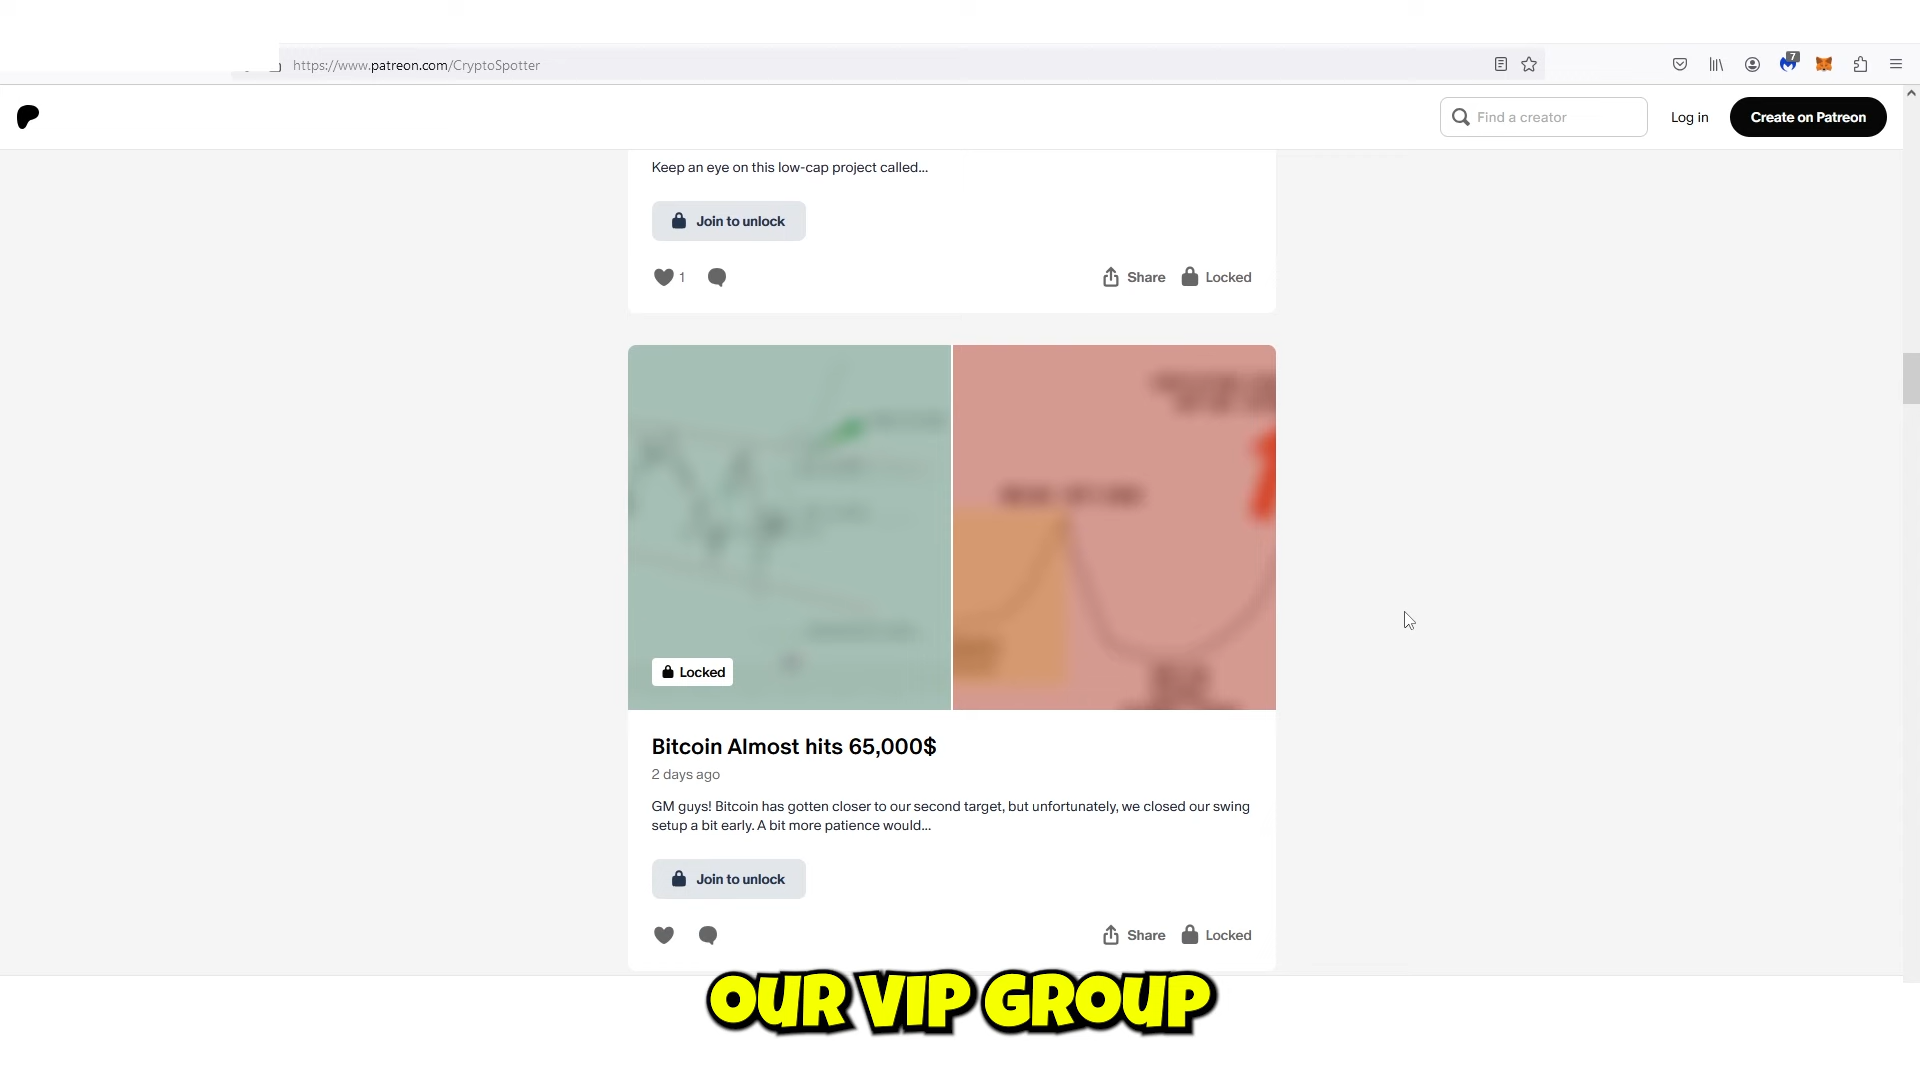 https://www.patreon.com/CryptoSpotter
7
Find a creator
Log in
Create on Patreon
Keep an eye on this low-cap project called...
Join to unlock
1
Share
Locked
Locked
Bitcoin Almost hits 65,000$
2 days ago
GM guys! Bitcoin has gotten closer to our second target, but unfortunately, we closed our swing
setup a bit early. A bit more patience would...
Join to unlock
Share
Locked
OUR VIP GROUP